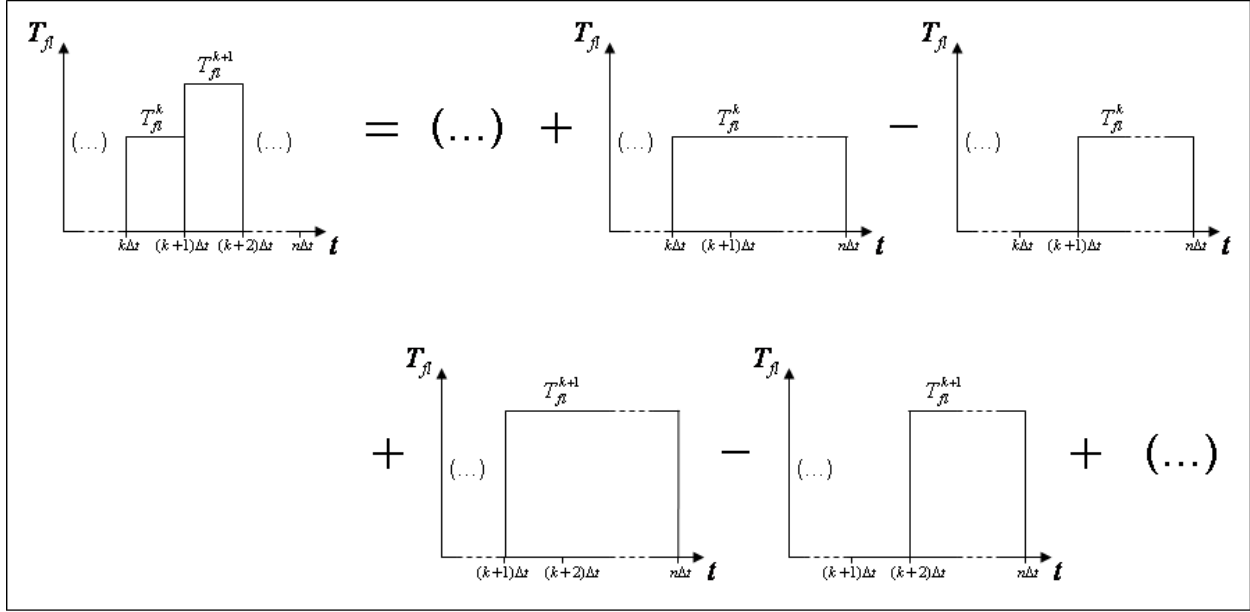 T_fl T_fl T_fl
T_fl^{k+1}
T_fl^k T_fl^k T_fl^k
(...) (...) = (...) + (...) − (...)
kΔt (k+1)Δt (k+2)Δt nΔt t kΔt (k+1)Δt nΔt t kΔt (k+1)Δt nΔt t
T_fl T_fl
T_fl^{k+1} T_fl^{k+1}
+ (...) − (...) + (...)
(k+1)Δt (k+2)Δt nΔt t (k+1)Δt (k+2)Δt nΔt t